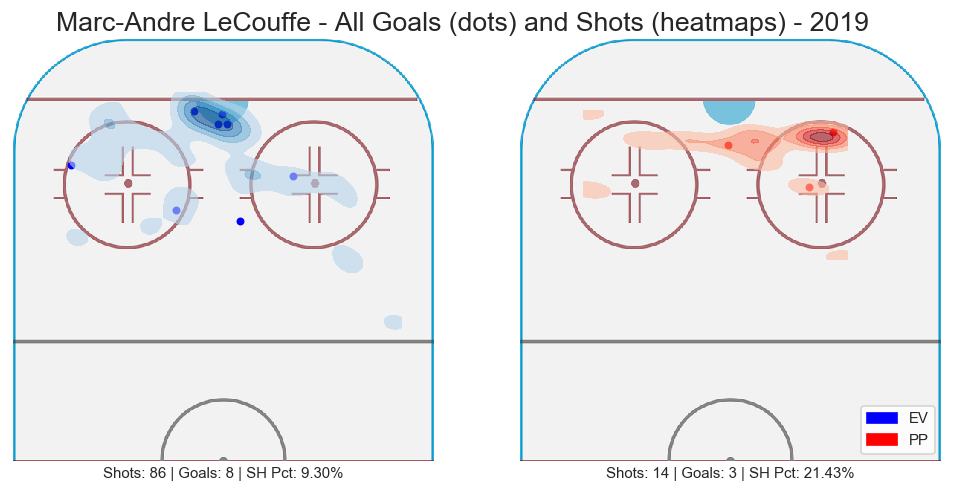 Marc-Andre LeCouffe - All Goals (dots) and Shots (heatmaps) - 2019
EV
PP
Shots: 86 | Goals: 8 | SH Pct: 9.30%
Shots: 14 | Goals: 3 | SH Pct: 21.43%